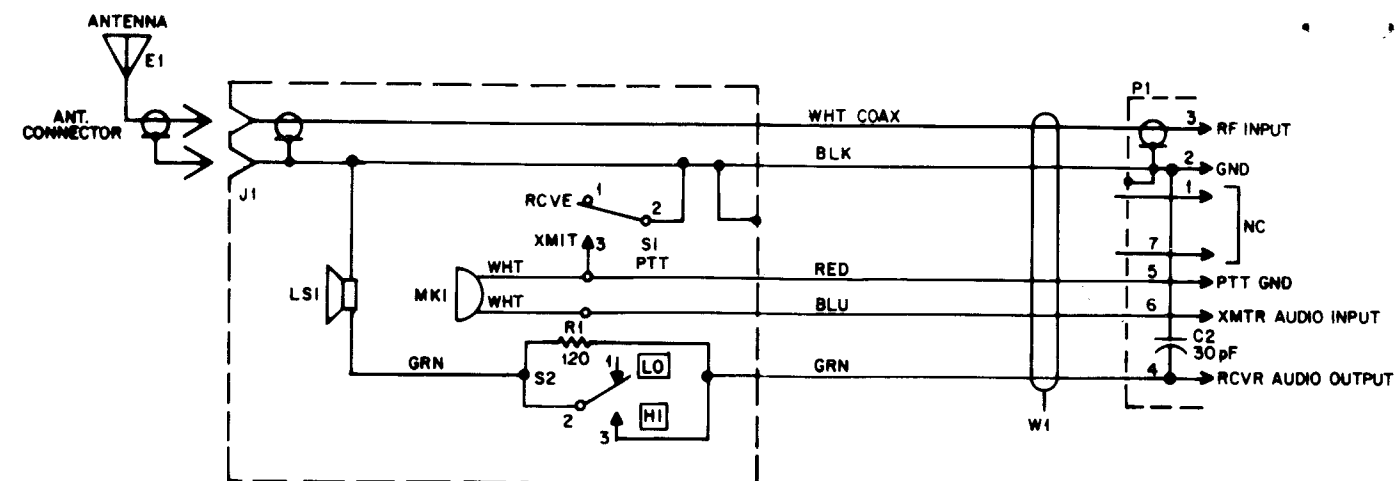 ANTENNA
E1
ANT.
CONNECTOR
J1
WHT COAX
BLK
P1
3 RF INPUT
2 GND
1
NC
7
RCVE 1
2
XMIT 3
S1
PTT
WHT
RED
5 PTT GND
LS1
MK1
WHT
BLU
6 XMTR AUDIO INPUT
R1
120
C2
30 pF
GRN
S2
1
LO
GRN
4 RCVR AUDIO OUTPUT
2
HI
3
W1